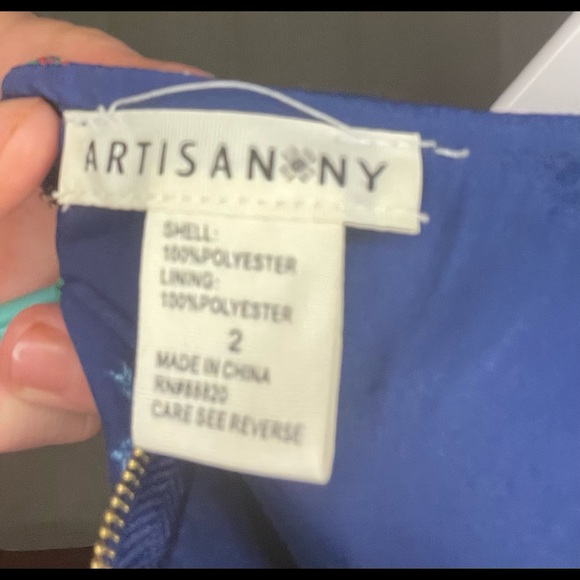 ARTISAN NY
SHELL:
100%POLYESTER
LINING:
100%POLYESTER
2
MADE IN CHINA
RN#88820
CARE SEE REVERSE